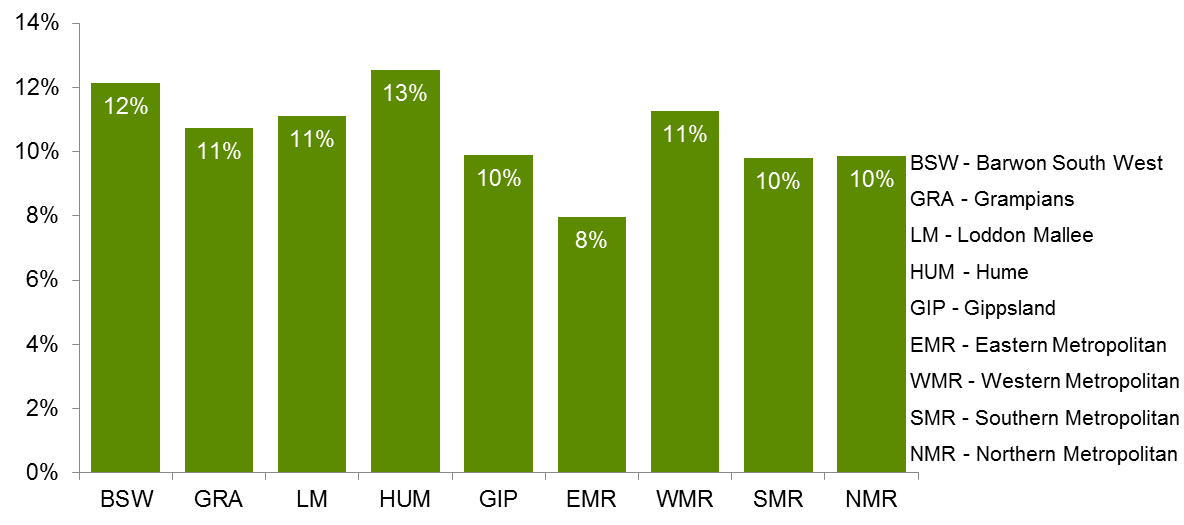 14%
12%
10%
8%
6%
4%
2%
0%
12%
11%
11%
13%
10%
8%
11%
10%
10%
BSW GRA LM HUM GIP EMR WMR SMR NMR
BSW - Barwon South West
GRA - Grampians
LM - Loddon Mallee
HUM - Hume
GIP - Gippsland
EMR - Eastern Metropolitan
WMR - Western Metropolitan
SMR - Southern Metropolitan
NMR - Northern Metropolitan